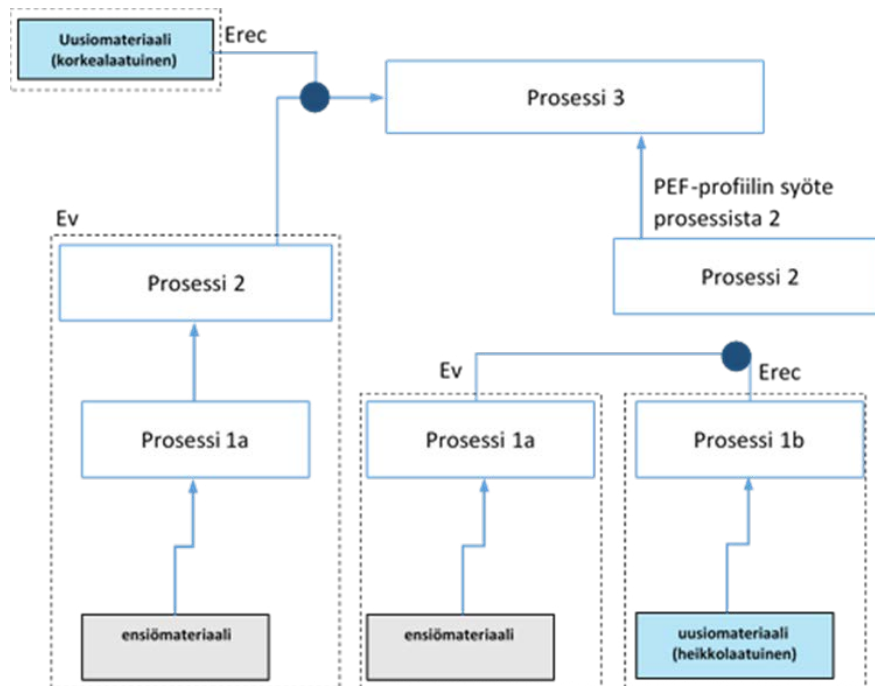 Uusiomateriaali
(korkealaatuinen)
Erec
Prosessi 3
PEF-profiilin syöte
prosessista 2
Ev
Prosessi 2
Prosessi 2
Ev
Erec
Prosessi 1a
Prosessi 1a
Prosessi 1b
ensiömateriaali
ensiömateriaali
uusiomateriaali
(heikkolaatuinen)